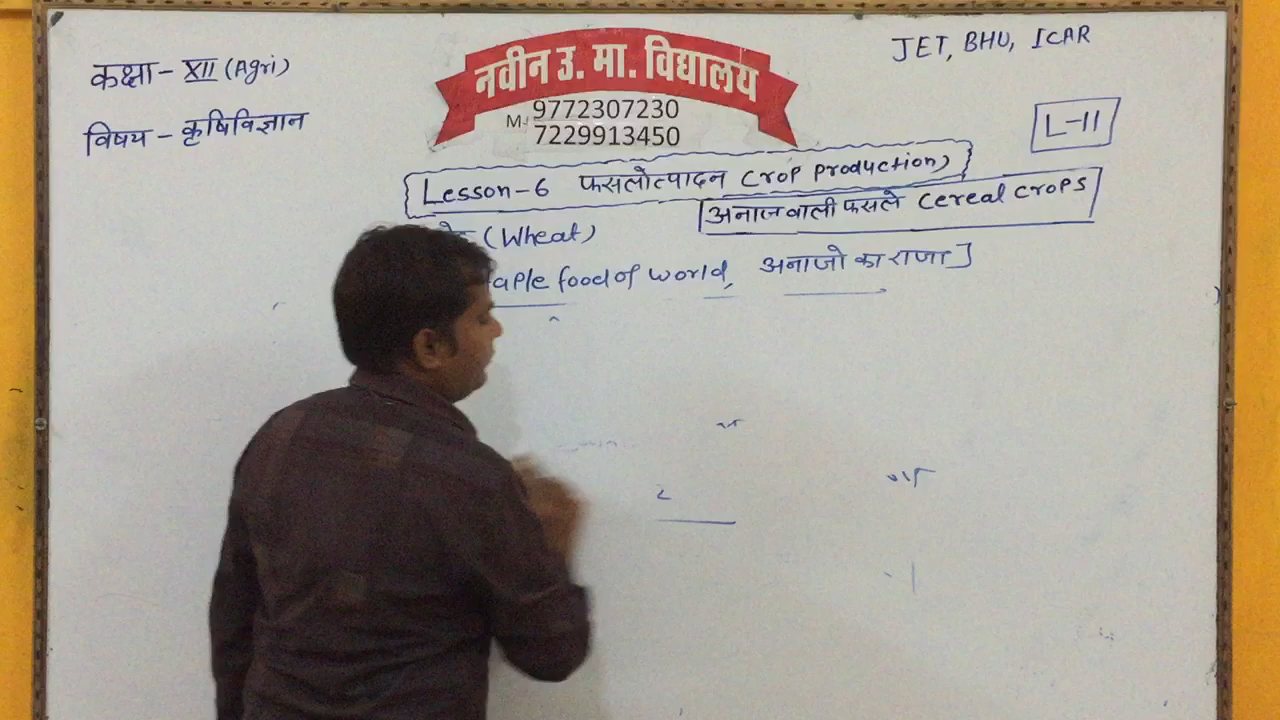 कक्षा - XII (Agri)
विषय - कृषिविज्ञान
नवीन उ. मा. विद्यालय
M.- 9772307230
7229913450
JET, BHU, ICAR
L-11
Lesson-6 फसलोत्पादन Crop Production)
अनाजवाली फसले Cereal Crops
(Wheat)
food of world, अनाजो का राजा ]